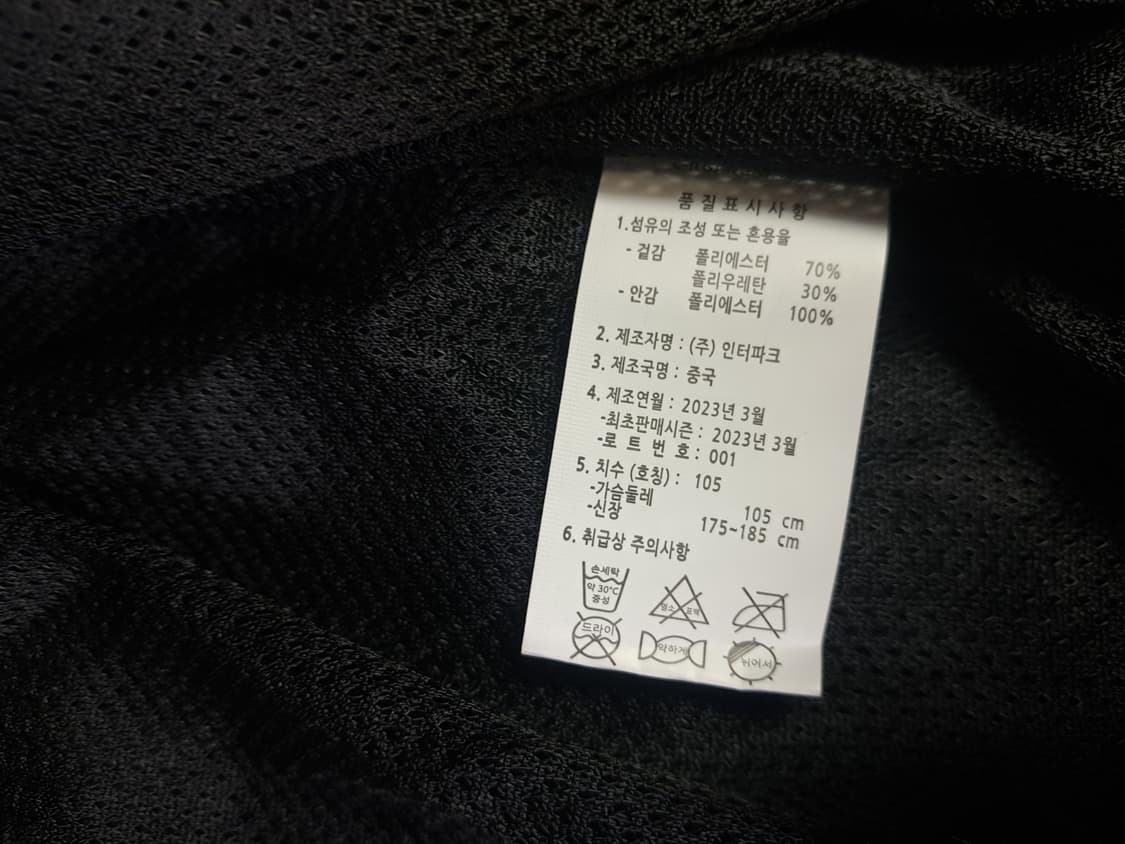 품 질 표 시 사 항
1.섬유의 조성 또는 혼용율
- 겉감 폴리에스터 70%
폴리우레탄 30%
- 안감 폴리에스터 100%
2. 제조자명 : (주) 인터파크
3. 제조국명 : 중국
4. 제조연월 : 2023년 3월
-최초판매시즌 : 2023년 3월
-로 트 번 호 : 001
5. 치수 (호칭) : 105
-가슴둘레 105 cm
-신장 175~185 cm
6. 취급상 주의사항
손세탁
약 30°C
중성
염소 표백
드라이
약하게
뉘어서